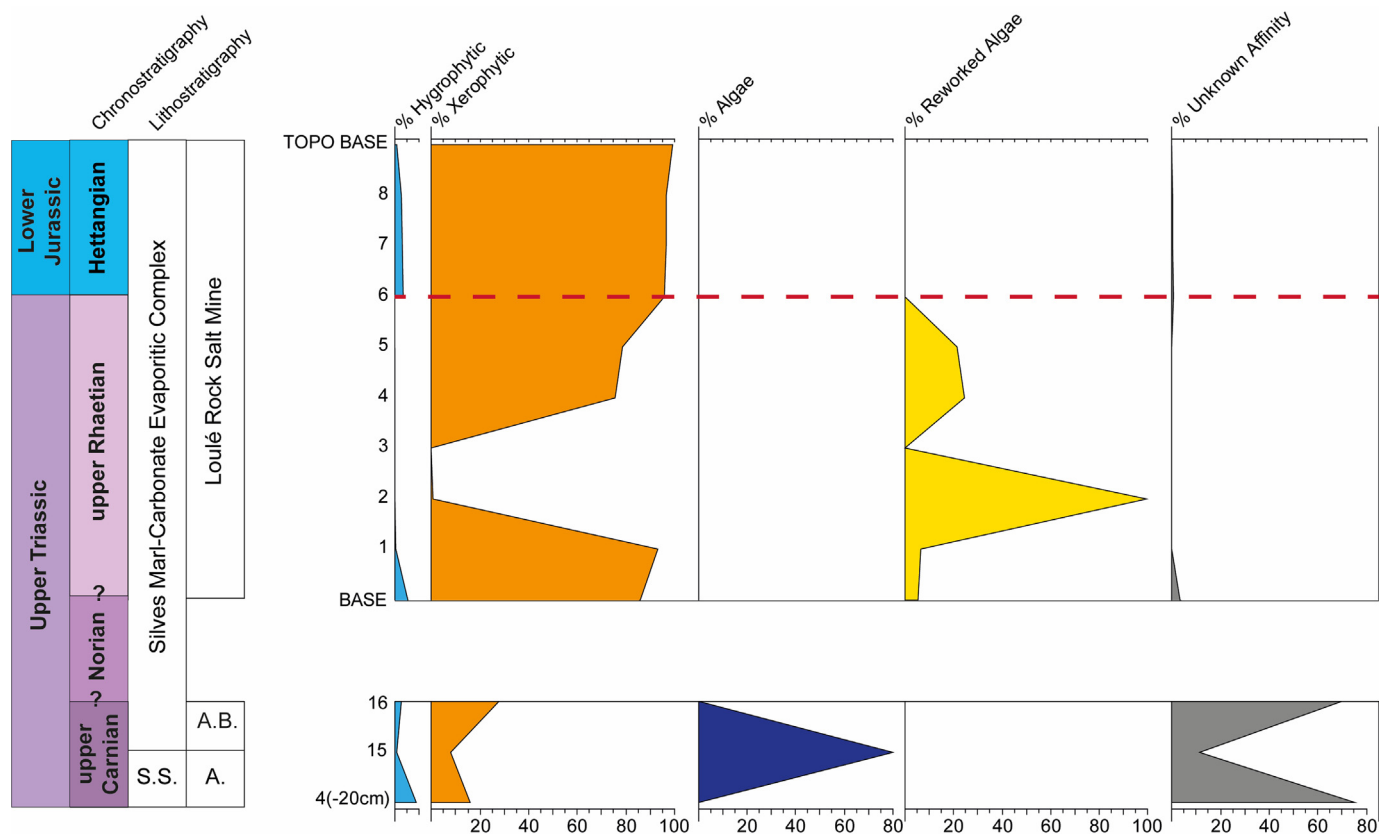 Chronostratigraphy
Lithostratigraphy
% Hygrophytic
% Xerophytic
% Algae
% Reworked Algae
% Unknown Affinity
Lower
Jurassic
Hettangian
Upper Triassic
upper Rhaetian
?
Norian
?
upper
Carnian
Silves Marl-Carbonate Evaporitic Complex
S.S.
Loulé Rock Salt Mine
A.B.
A.
TOPO BASE
8
7
6
5
4
3
2
1
BASE
16
15
4(-20cm)
20 40 60 80 100
20 40 60 80
20 40 60 80 100
20 40 60 80